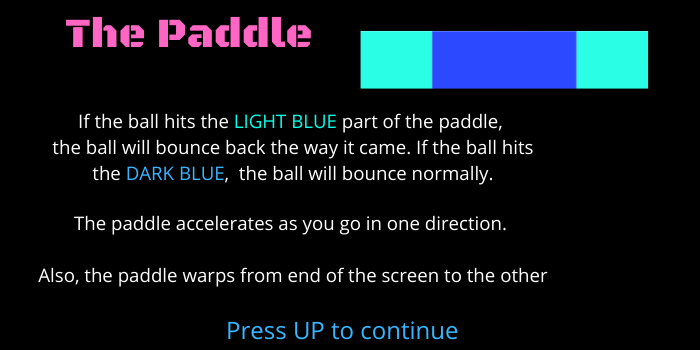 The Paddle
If the ball hits the LIGHT BLUE part of the paddle,
the ball will bounce back the way it came. If the ball hits
the DARK BLUE, the ball will bounce normally.
The paddle accelerates as you go in one direction.
Also, the paddle warps from end of the screen to the other
Press UP to continue